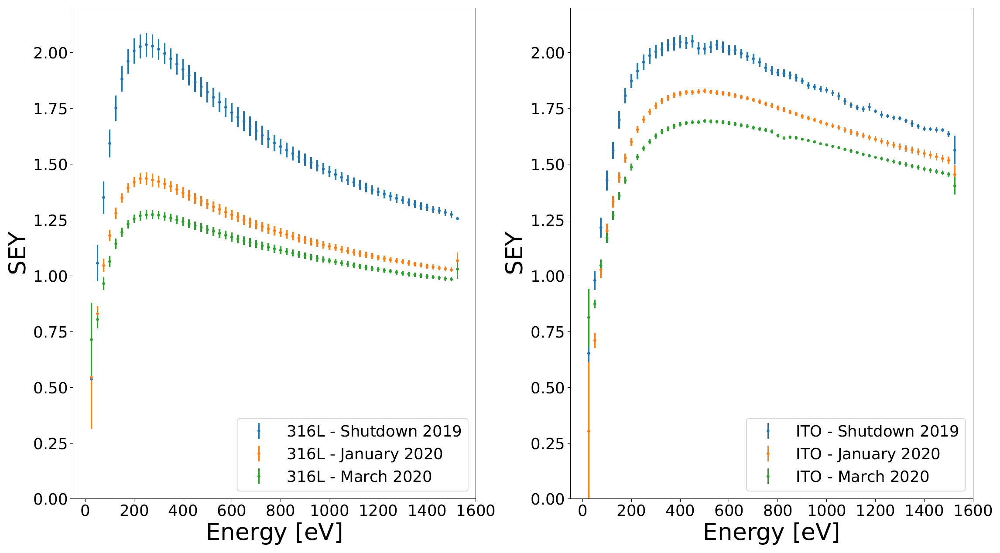 2.00
1.75
1.50
1.25
1.00
0.75
0.50
0.25
0.00
SEY
0 200 400 600 800 1000 1200 1400 1600
Energy [eV]
316L - Shutdown 2019
316L - January 2020
316L - March 2020
2.00
1.75
1.50
1.25
1.00
0.75
0.50
0.25
0.00
SEY
0 200 400 600 800 1000 1200 1400 1600
Energy [eV]
ITO - Shutdown 2019
ITO - January 2020
ITO - March 2020